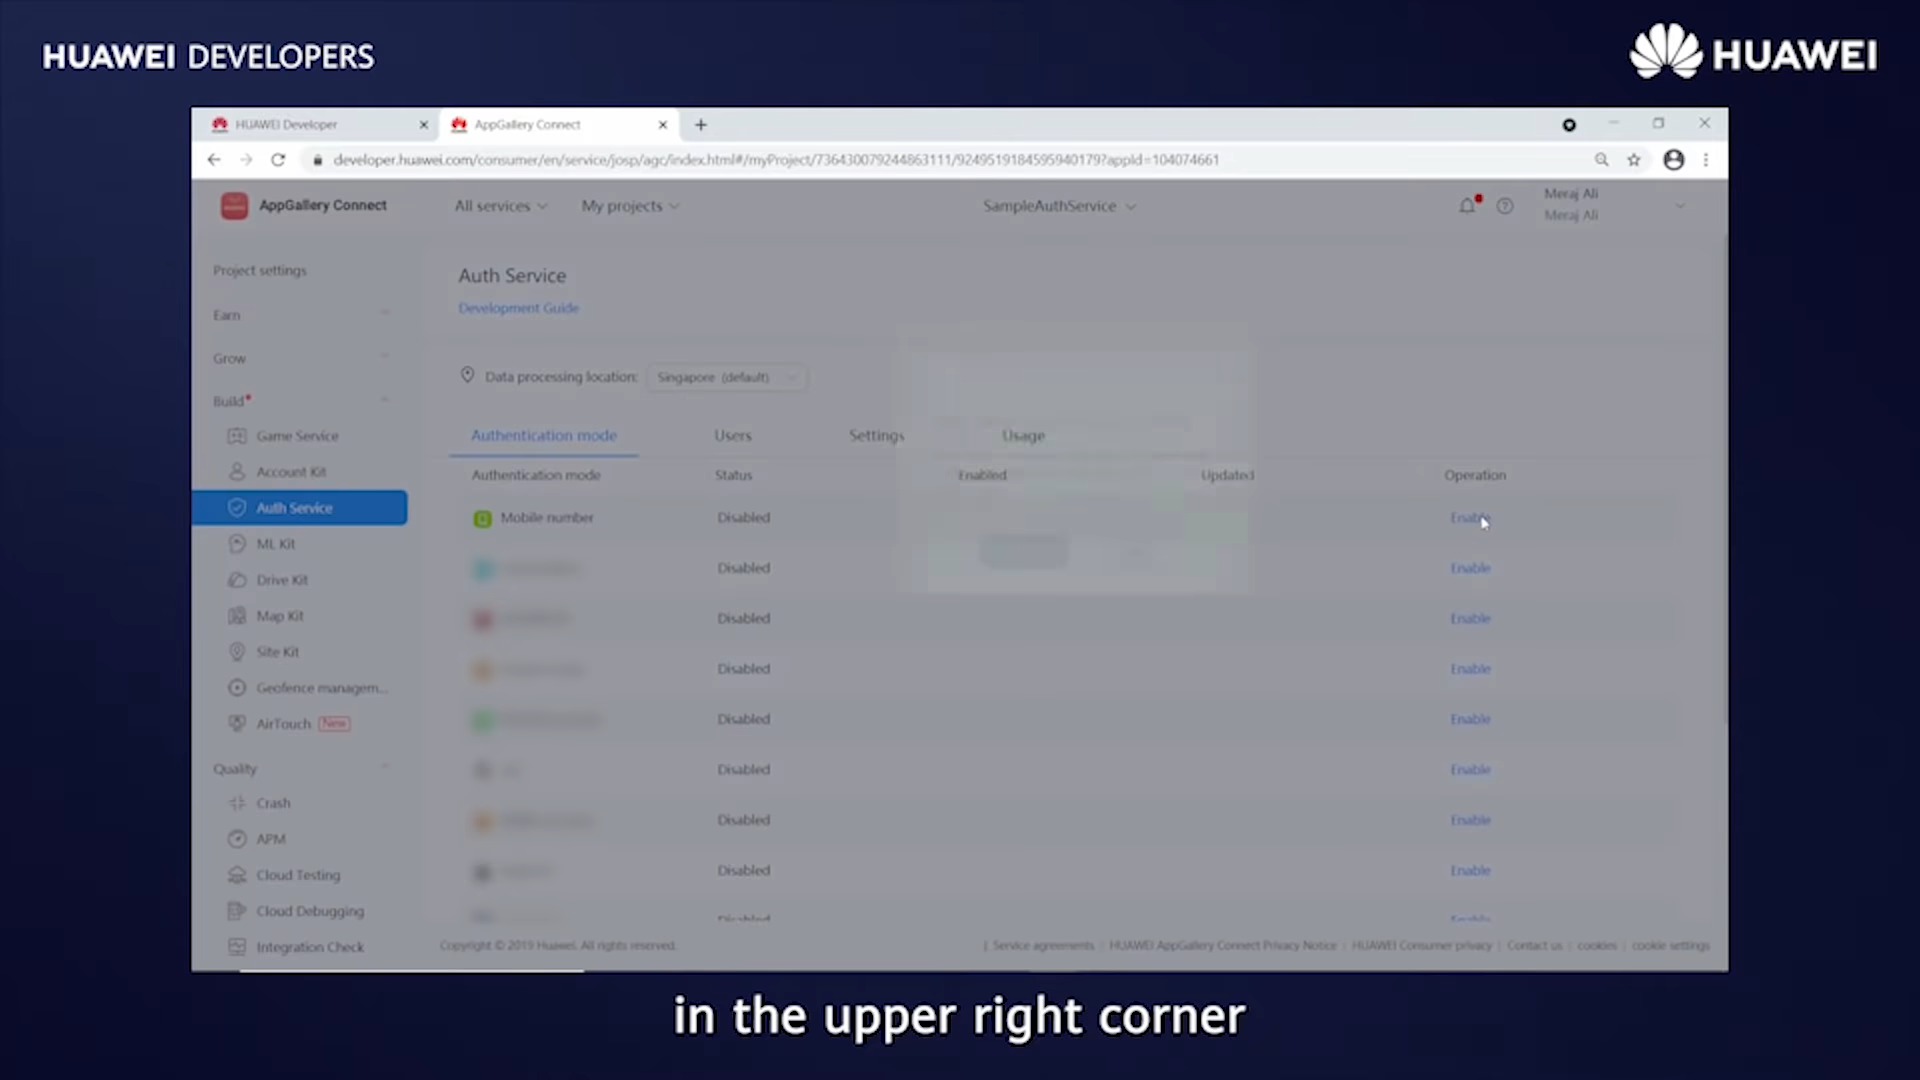 HUAWEI DEVELOPERS
HUAWEI
HUAWEI Developer
AppGallery Connect
developer.huawei.com/consumer/en/service/josp/agc/index.html#/myProject/736430079244863111/9249519184595940179?appId=104074661
AppGallery Connect
All services
My projects
SampleAuthService
Meraj Ali
Meraj Ali
Project settings
Earn
Grow
Build
Game Service
Account Kit
Auth Service
ML Kit
Drive Kit
Map Kit
Site Kit
Geofence managem...
AirTouch New
Quality
Crash
APM
Cloud Testing
Cloud Debugging
Integration Check
Auth Service
Development Guide
Data processing location: Singapore (default)
Authentication mode Users Settings Usage
Authentication mode Status Enabled Updated Operation
Mobile number Disabled Enable
Disabled Enable
Disabled Enable
Disabled Enable
Disabled Enable
Disabled Enable
Disabled Enable
Disabled Enable
Disabled Enable
Copyright © 2019 Huawei. All rights reserved.
Service agreements | HUAWEI AppGallery Connect Privacy Notice | HUAWEI Consumer privacy | Contact us | cookies | cookie settings
in the upper right corner